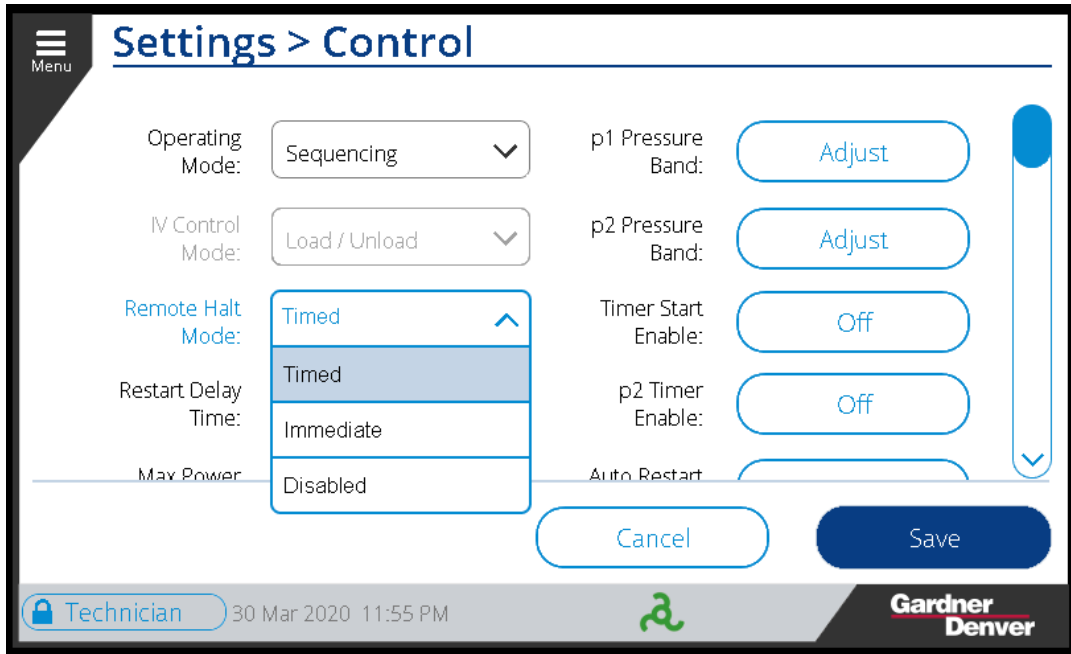 Menu
Settings > Control
Operating
Mode:
Sequencing
p1 Pressure
Band:
Adjust
IV Control
Mode:
Load / Unload
p2 Pressure
Band:
Adjust
Remote Halt
Mode:
Timed
Timer Start
Enable:
Off
Timed
Restart Delay
Time:
Immediate
p2 Timer
Enable:
Off
Max Power
Disabled
Auto Restart
Cancel
Save
Technician
30 Mar 2020 11:55 PM
Gardner
Denver